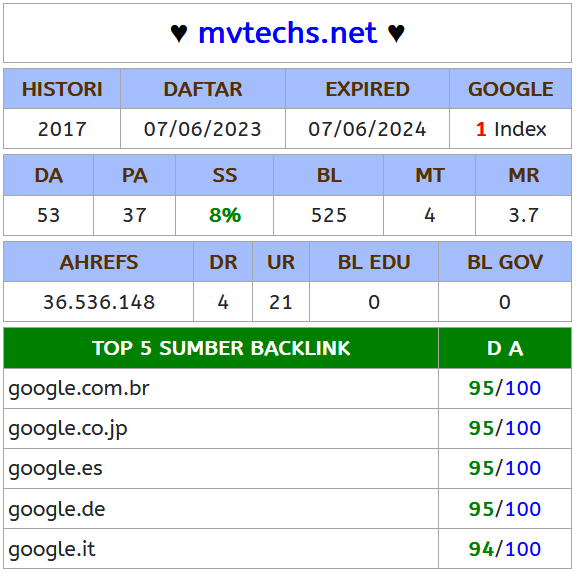 ♥ mvtechs.net ♥
HISTORI DAFTAR EXPIRED GOOGLE
2017 07/06/2023 07/06/2024 1 Index
DA PA SS BL MT MR
53 37 8% 525 4 3.7
AHREFS DR UR BL EDU BL GOV
36.536.148 4 21 0 0
TOP 5 SUMBER BACKLINK D A
google.com.br 95/100
google.co.jp 95/100
google.es 95/100
google.de 95/100
google.it 94/100